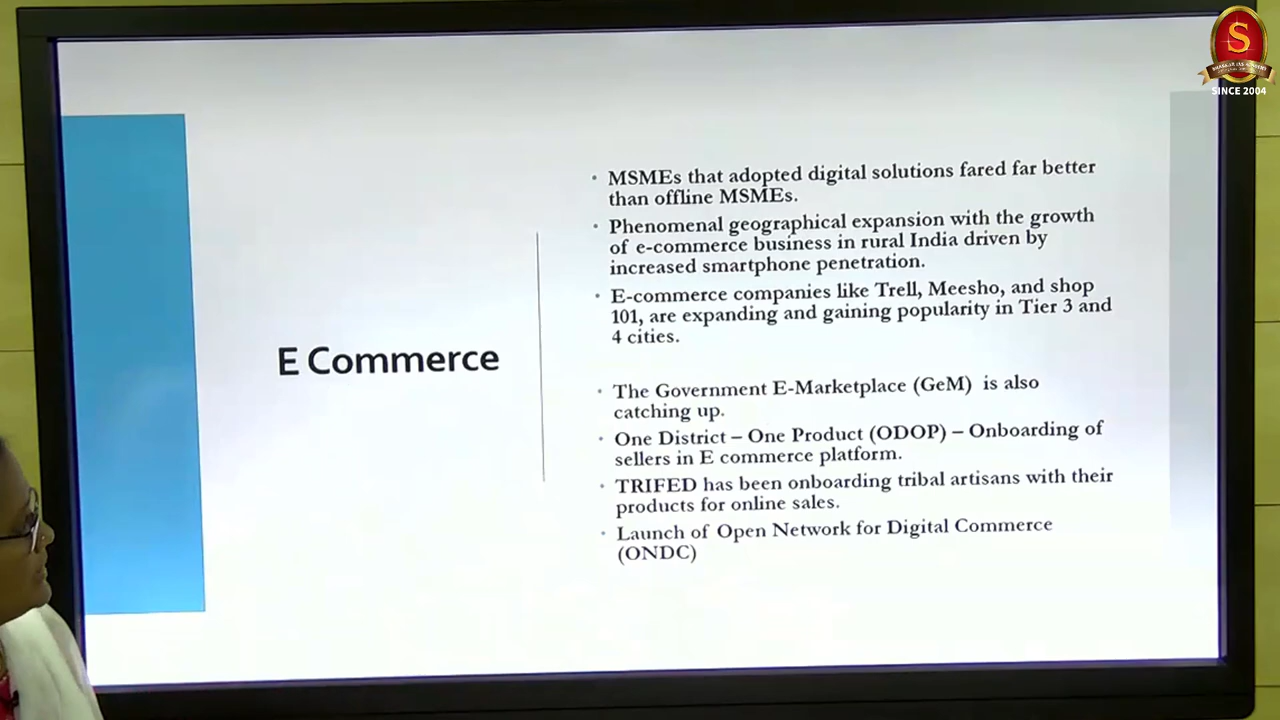 S
SINCE 2004
E Commerce
MSMEs that adopted digital solutions fared far better
than offline MSMEs.
Phenomenal geographical expansion with the growth
of e-commerce business in rural India driven by
increased smartphone penetration.
E-commerce companies like Trell, Meesho, and shop
101, are expanding and gaining popularity in Tier 3 and
4 cities.
The Government E-Marketplace (GeM) is also
catching up.
One District – One Product (ODOP) – Onboarding of
sellers in E commerce platform.
TRIFED has been onboarding tribal artisans with their
products for online sales.
Launch of Open Network for Digital Commerce
(ONDC)